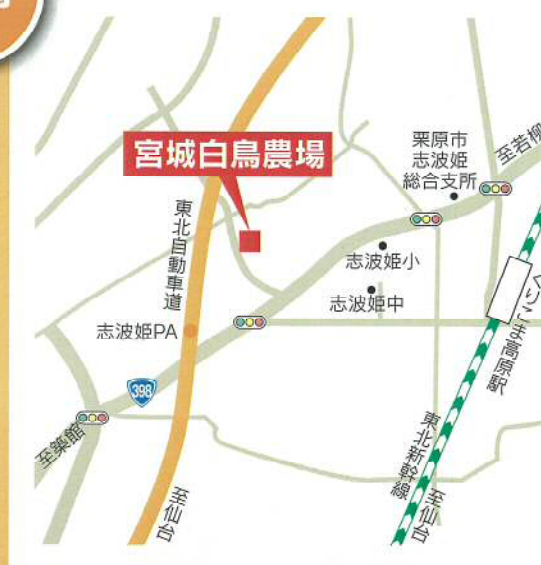 宮城白鳥農場
栗原市
志波姫
総合支所
至若柳
東北自動車道
志波姫小
志波姫中
志波姫PA
くりこま高原駅
398
至築館
東北新幹線
至仙台
至仙台